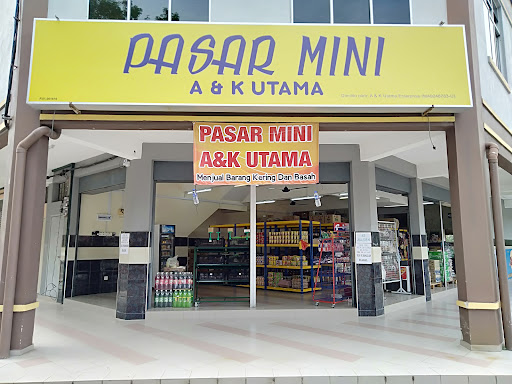 PASAR MINI
A & K UTAMA
PASAR MINI
A&K UTAMA
Menjual Barang Kering Dan Basah